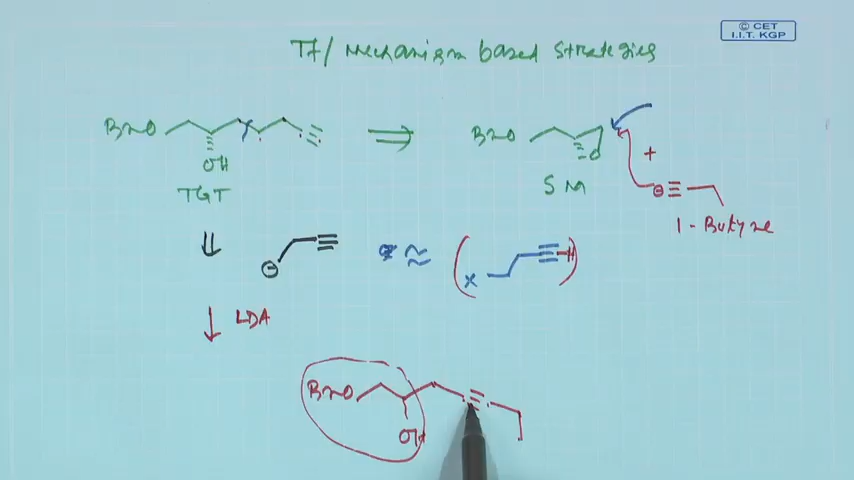 © CET
I.I.T. KGP
Tf/mechanism based strategies
BnO
OH
TGT
BnO
O
SM
+
⊖
1-Butyne
⊖
≈
X
H
LDA
BnO
OH